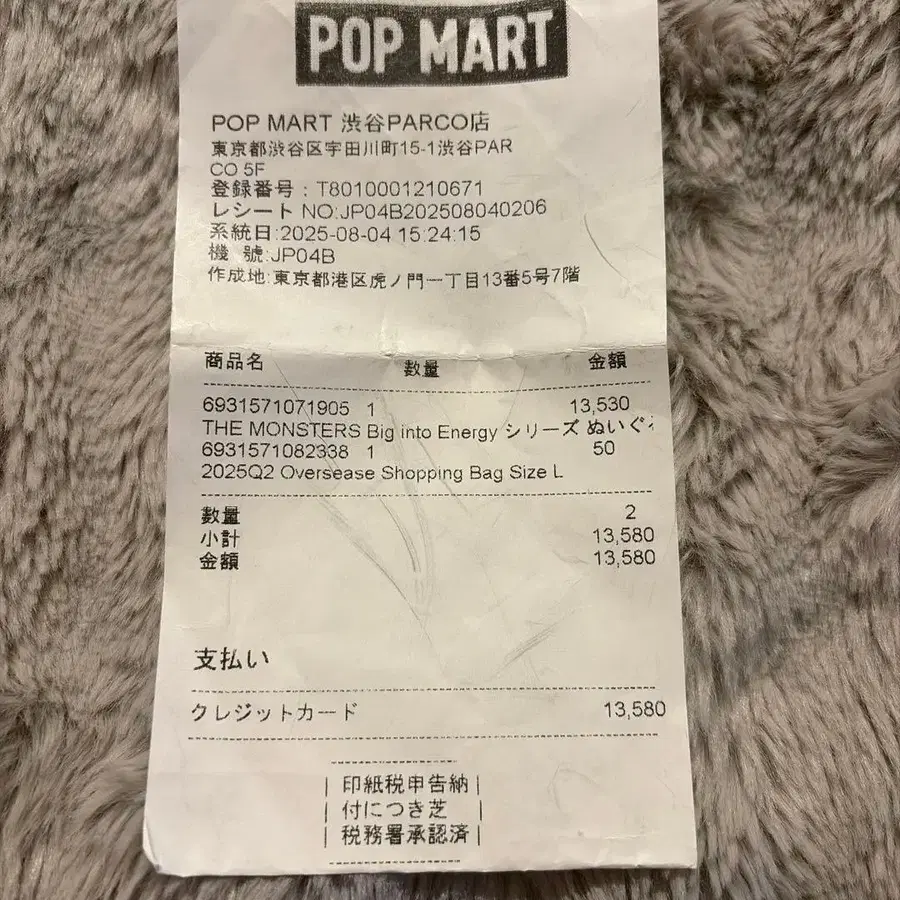 POP MART
POP MART 渋谷PARCO店
東京都渋谷区宇田川町15-1渋谷PAR
CO 5F
登録番号：T8010001210671
レシート NO:JP04B202508040206
系統日:2025-08-04 15:24:15
機 號:JP04B
作成地:東京都港区虎ノ門一丁目13番5号7階
商品名 数量 金額
6931571071905 1 13,530
THE MONSTERS Big into Energy シリーズ ぬいぐ
6931571082338 1 50
2025Q2 Oversease Shopping Bag Size L
数量 2
小計 13,580
金額 13,580
支払い
クレジットカード 13,580
印紙税申告納
付につき芝
税務署承認済